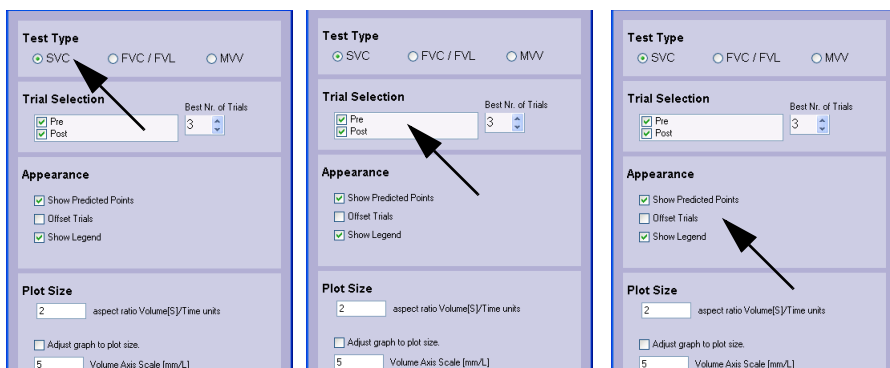 Test Type
SVC FVC / FVL MVV
Trial Selection
Best Nr. of Trials
Pre
Post
3
Appearance
Show Predicted Points
Offset Trials
Show Legend
Plot Size
2 aspect ratio Volume[S]/Time units
Adjust graph to plot size.
5 Volume Axis Scale [mm/L]
Test Type
SVC FVC / FVL MVV
Trial Selection
Best Nr. of Trials
Pre
Post
3
Appearance
Show Predicted Points
Offset Trials
Show Legend
Plot Size
2 aspect ratio Volume[S]/Time units
Adjust graph to plot size.
5 Volume Axis Scale [mm/L]
Test Type
SVC FVC / FVL MVV
Trial Selection
Best Nr. of Trials
Pre
Post
3
Appearance
Show Predicted Points
Offset Trials
Show Legend
Plot Size
2 aspect ratio Volume[S]/Time units
Adjust graph to plot size.
5 Volume Axis Scale [mm/L]